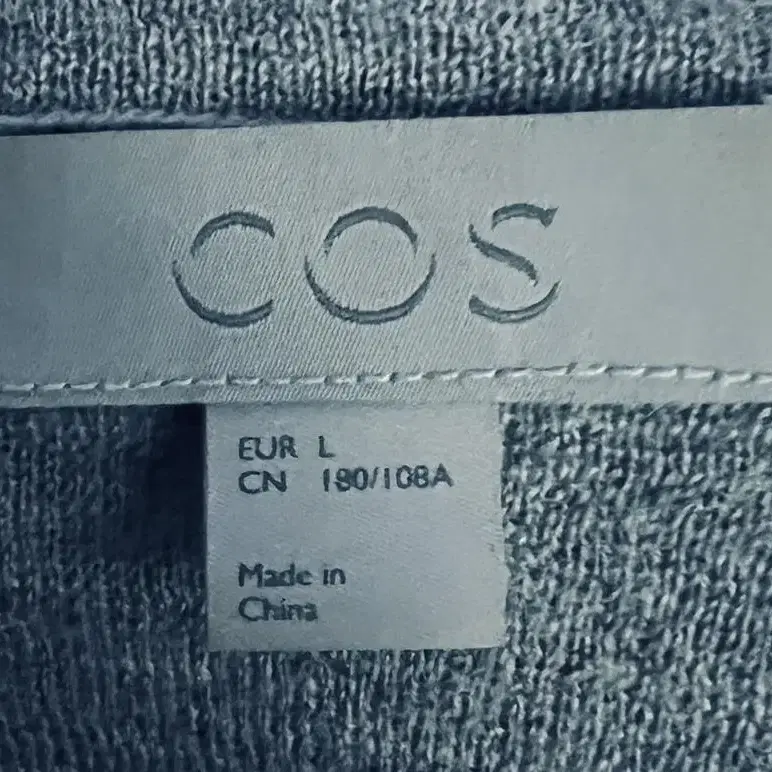 COS
EUR L
CN 180/108A
Made in
China